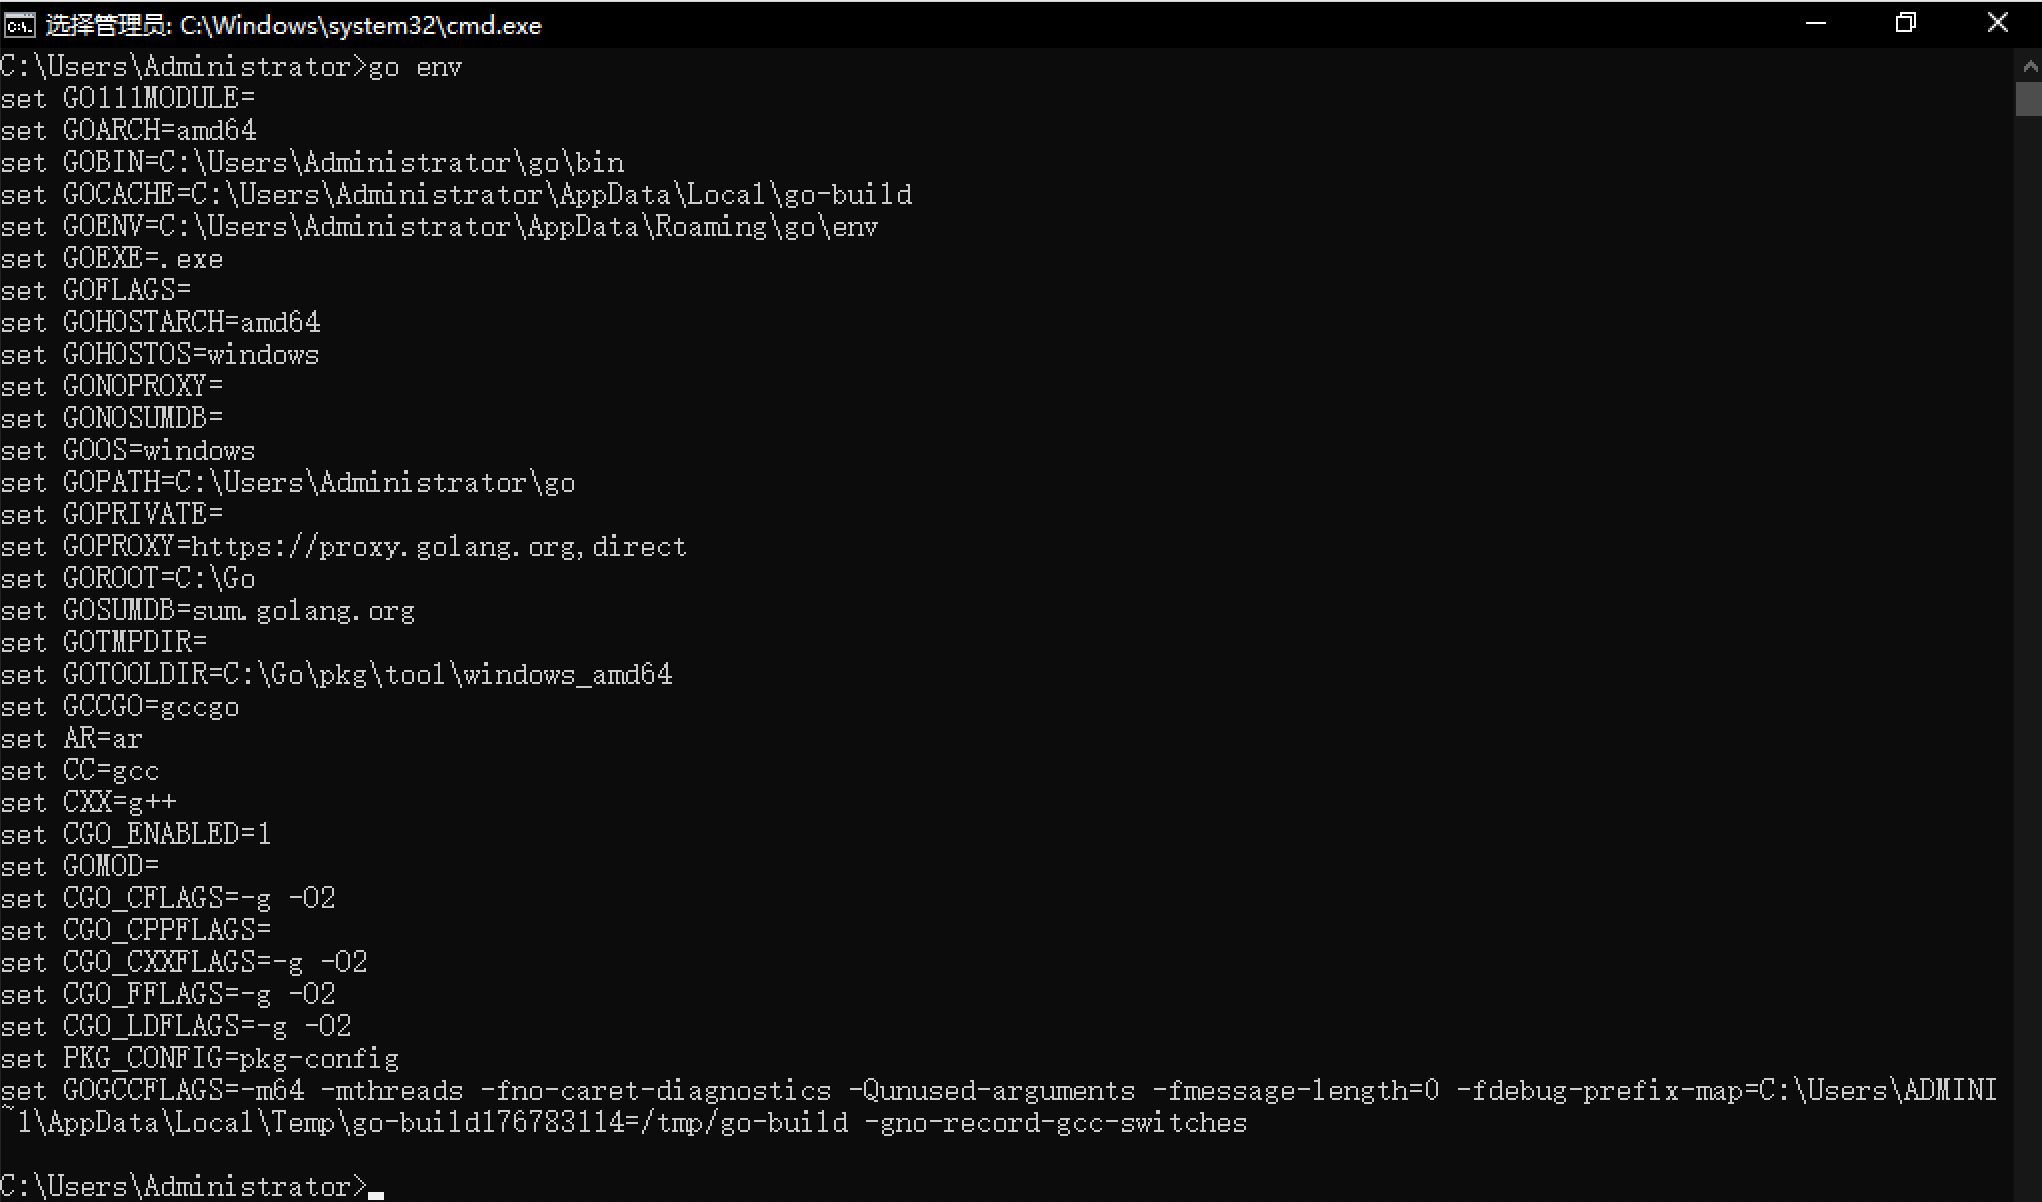 选择管理员: C:\Windows\system32\cmd.exe
C:\Users\Administrator>go env
set GO111MODULE=
set GOARCH=amd64
set GOBIN=C:\Users\Administrator\go\bin
set GOCACHE=C:\Users\Administrator\AppData\Local\go-build
set GOENV=C:\Users\Administrator\AppData\Roaming\go\env
set GOEXE=.exe
set GOFLAGS=
set GOHOSTARCH=amd64
set GOHOSTOS=windows
set GONOPROXY=
set GONOSUMDB=
set GOOS=windows
set GOPATH=C:\Users\Administrator\go
set GOPRIVATE=
set GOPROXY=https://proxy.golang.org,direct
set GOROOT=C:\Go
set GOSUMDB=sum.golang.org
set GOTMPDIR=
set GOTOOLDIR=C:\Go\pkg\tool\windows_amd64
set GCCGO=gccgo
set AR=ar
set CC=gcc
set CXX=g++
set CGO_ENABLED=1
set GOMOD=
set CGO_CFLAGS=-g -O2
set CGO_CPPFLAGS=
set CGO_CXXFLAGS=-g -O2
set CGO_FFLAGS=-g -O2
set CGO_LDFLAGS=-g -O2
set PKG_CONFIG=pkg-config
set GOGCCFLAGS=-m64 -mthreads -fno-caret-diagnostics -Qunused-arguments -fmessage-length=0 -fdebug-prefix-map=C:\Users\ADMINI
~1\AppData\Local\Temp\go-build176783114=/tmp/go-build -gno-record-gcc-switches
C:\Users\Administrator>